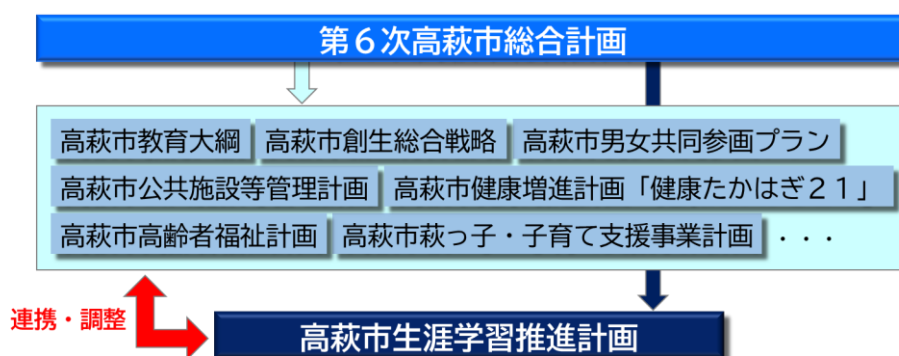 第６次高萩市総合計画
高萩市教育大綱 高萩市創生総合戦略 高萩市男女共同参画プラン
高萩市公共施設等管理計画 高萩市健康増進計画「健康たかはぎ２１」
高萩市高齢者福祉計画 高萩市萩っ子・子育て支援事業計画 ・・・
連携・調整
高萩市生涯学習推進計画